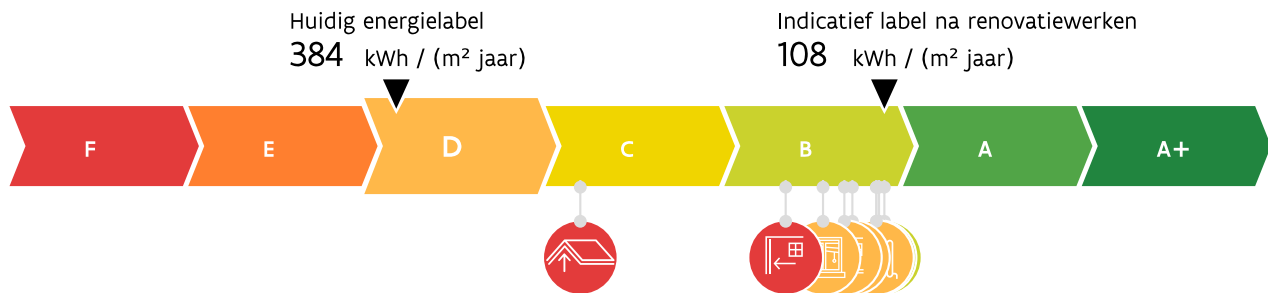 Huidig energielabel
384 kWh / (m² jaar)
Indicatief label na renovatiewerken
108 kWh / (m² jaar)
F E D C B A A+